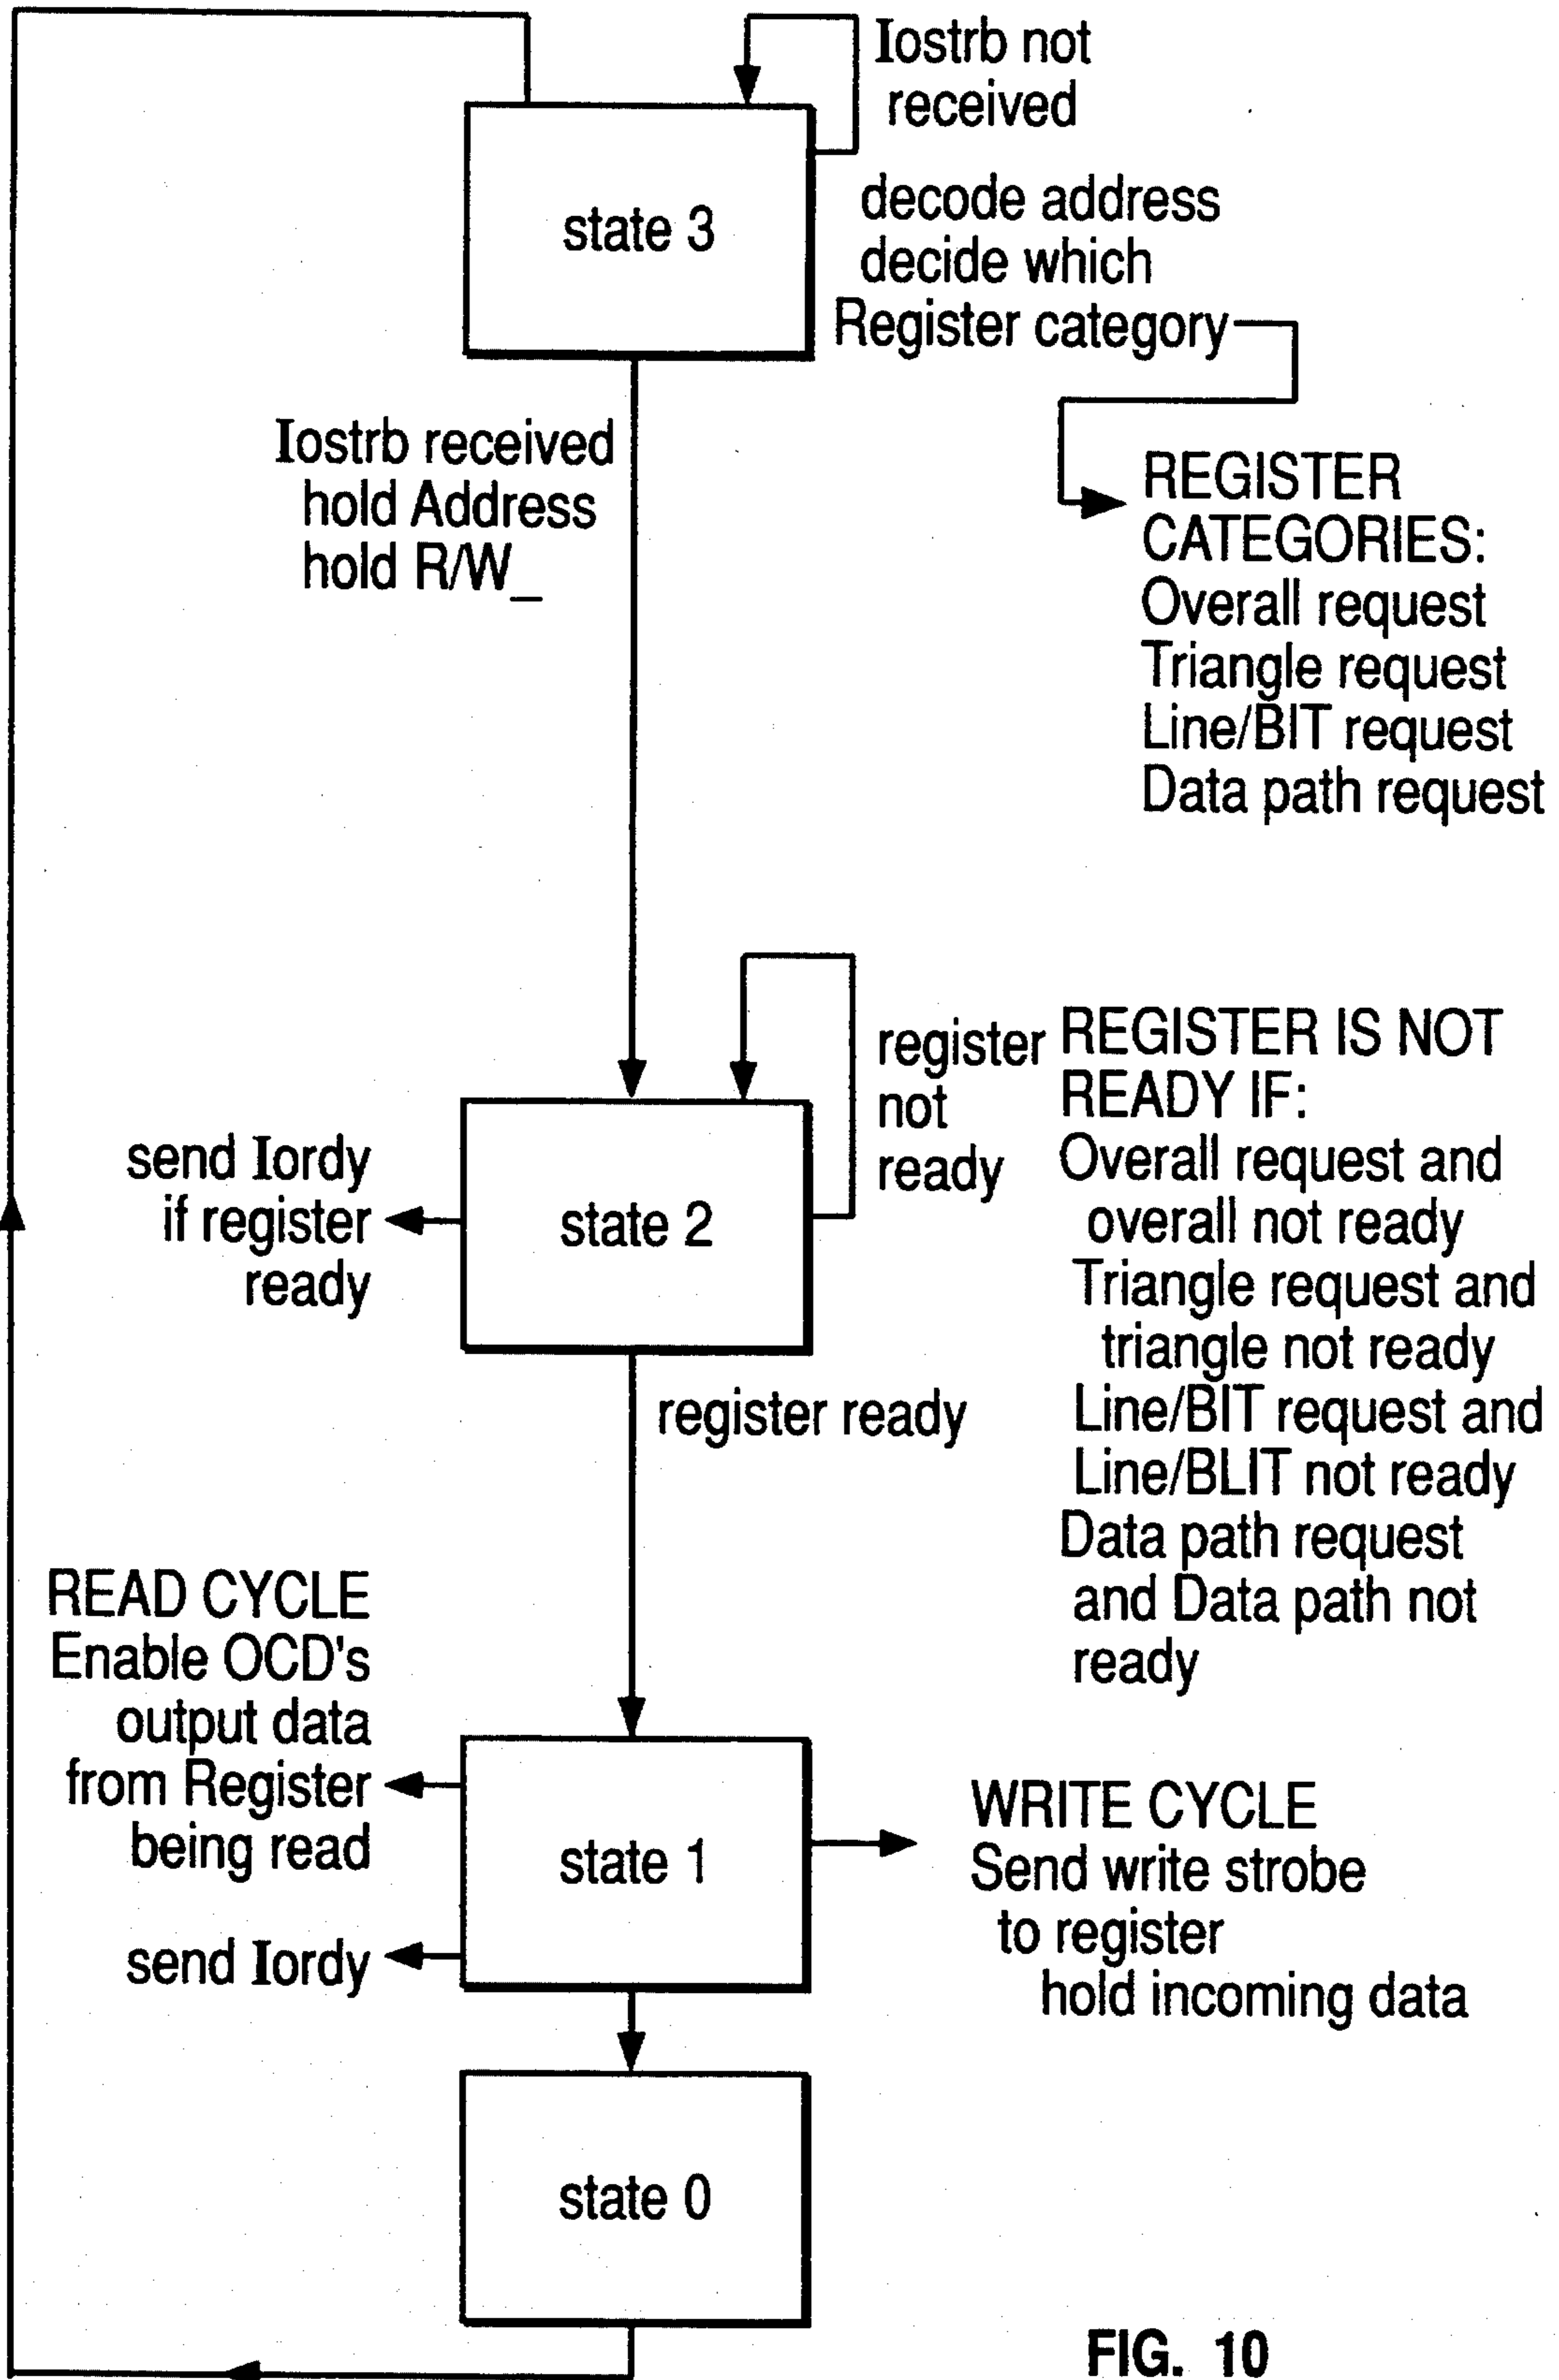 Iostrb not
received
state 3
decode address
decide which
Register category
Iostrb received
hold Address
hold R/W_
REGISTER
CATEGORIES:
Overall request
Triangle request
Line/BIT request
Data path request
register
not
ready
REGISTER IS NOT
READY IF:
Overall request and
overall not ready
Triangle request and
triangle not ready
Line/BIT request and
Line/BLIT not ready
Data path request
and Data path not
ready
send Iordy
if register
ready
state 2
register ready
READ CYCLE
Enable OCD's
output data
from Register
being read
send Iordy
state 1
WRITE CYCLE
Send write strobe
to register
hold incoming data
state 0
FIG. 10